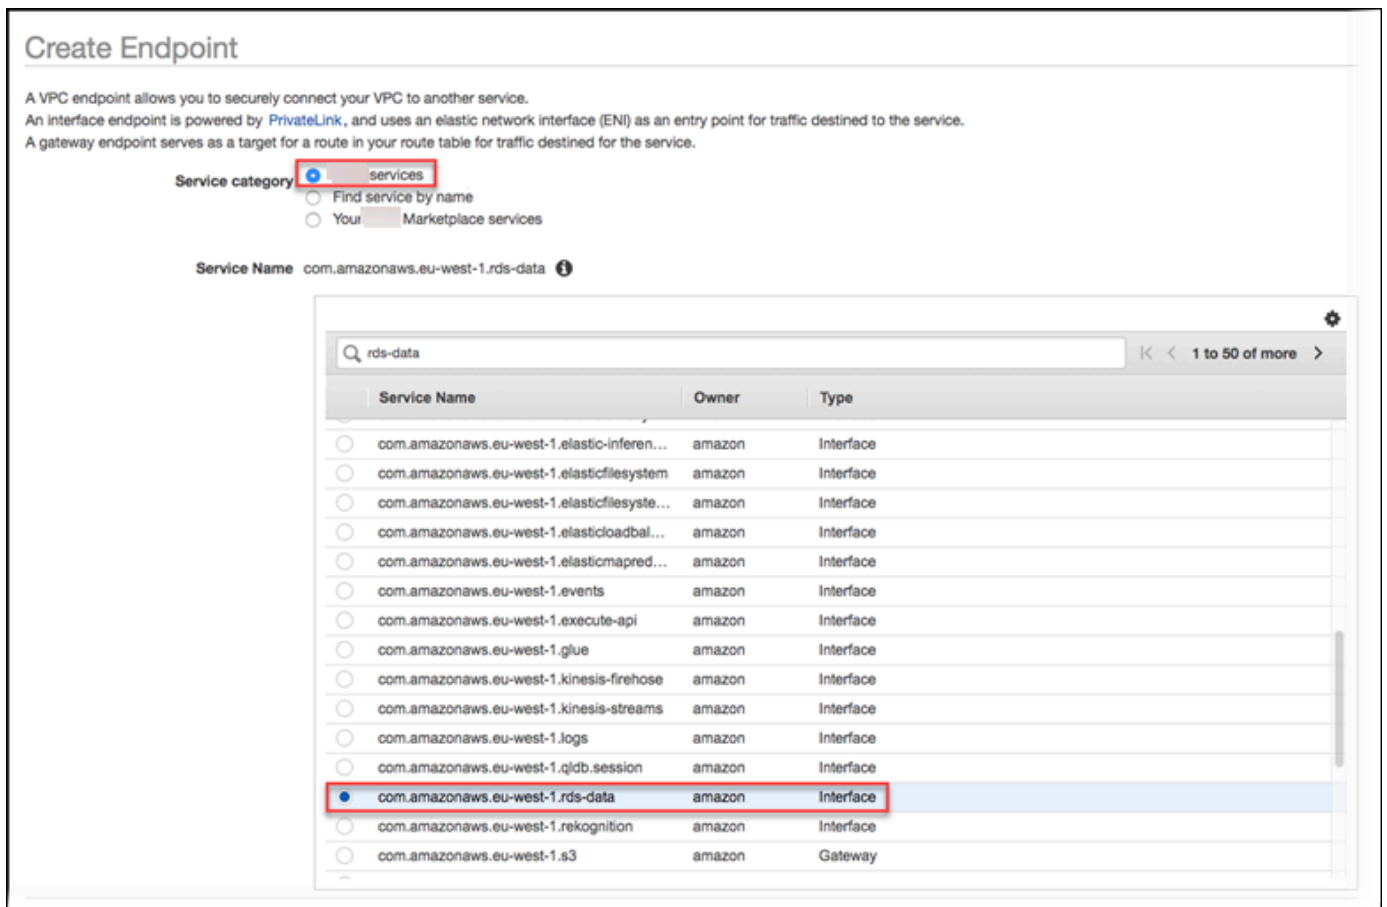 Create Endpoint
A VPC endpoint allows you to securely connect your VPC to another service.
An interface endpoint is powered by PrivateLink, and uses an elastic network interface (ENI) as an entry point for traffic destined to the service.
A gateway endpoint serves as a target for a route in your route table for traffic destined for the service.
Service category services
Find service by name
Your Marketplace services
Service Name com.amazonaws.eu-west-1.rds-data
rds-data 1 to 50 of more
Service Name Owner Type
com.amazonaws.eu-west-1.elastic-inferen... amazon Interface
com.amazonaws.eu-west-1.elasticfilesystem amazon Interface
com.amazonaws.eu-west-1.elasticfilesyste... amazon Interface
com.amazonaws.eu-west-1.elasticloadbal... amazon Interface
com.amazonaws.eu-west-1.elasticmapred... amazon Interface
com.amazonaws.eu-west-1.events amazon Interface
com.amazonaws.eu-west-1.execute-api amazon Interface
com.amazonaws.eu-west-1.glue amazon Interface
com.amazonaws.eu-west-1.kinesis-firehose amazon Interface
com.amazonaws.eu-west-1.kinesis-streams amazon Interface
com.amazonaws.eu-west-1.logs amazon Interface
com.amazonaws.eu-west-1.qldb.session amazon Interface
com.amazonaws.eu-west-1.rds-data amazon Interface
com.amazonaws.eu-west-1.rekognition amazon Interface
com.amazonaws.eu-west-1.s3 amazon Gateway